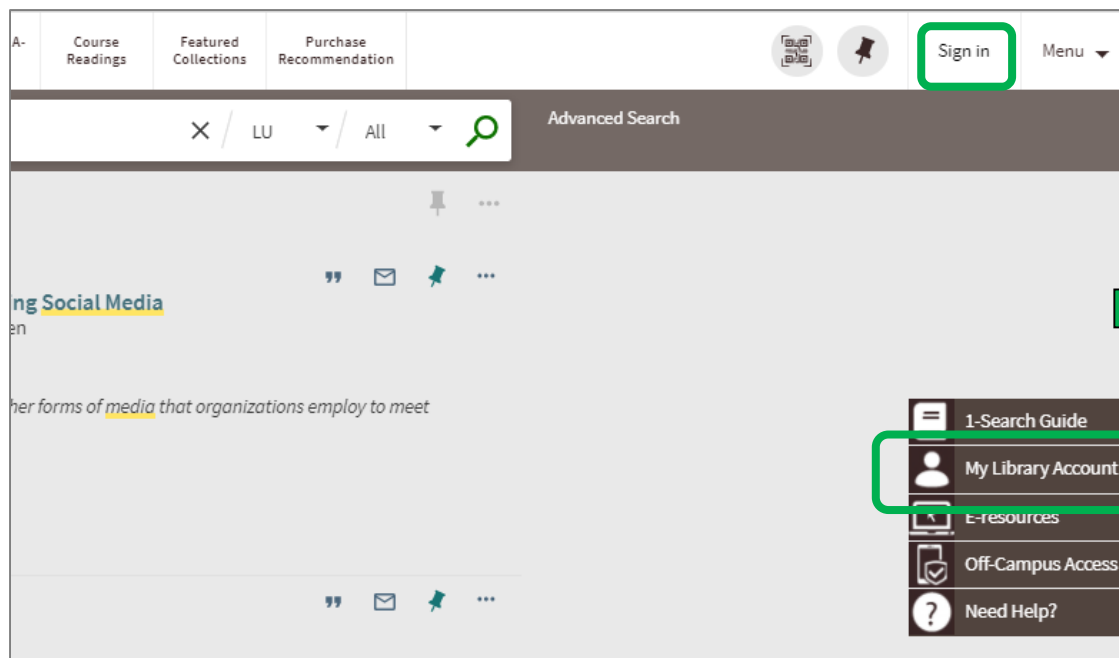 A-
Course
Readings
Featured
Collections
Purchase
Recommendation
Sign in
Menu
LU
All
Advanced Search
ng Social Media
en
her forms of media that organizations employ to meet
1-Search Guide
My Library Account
E-resources
Off-Campus Access
Need Help?